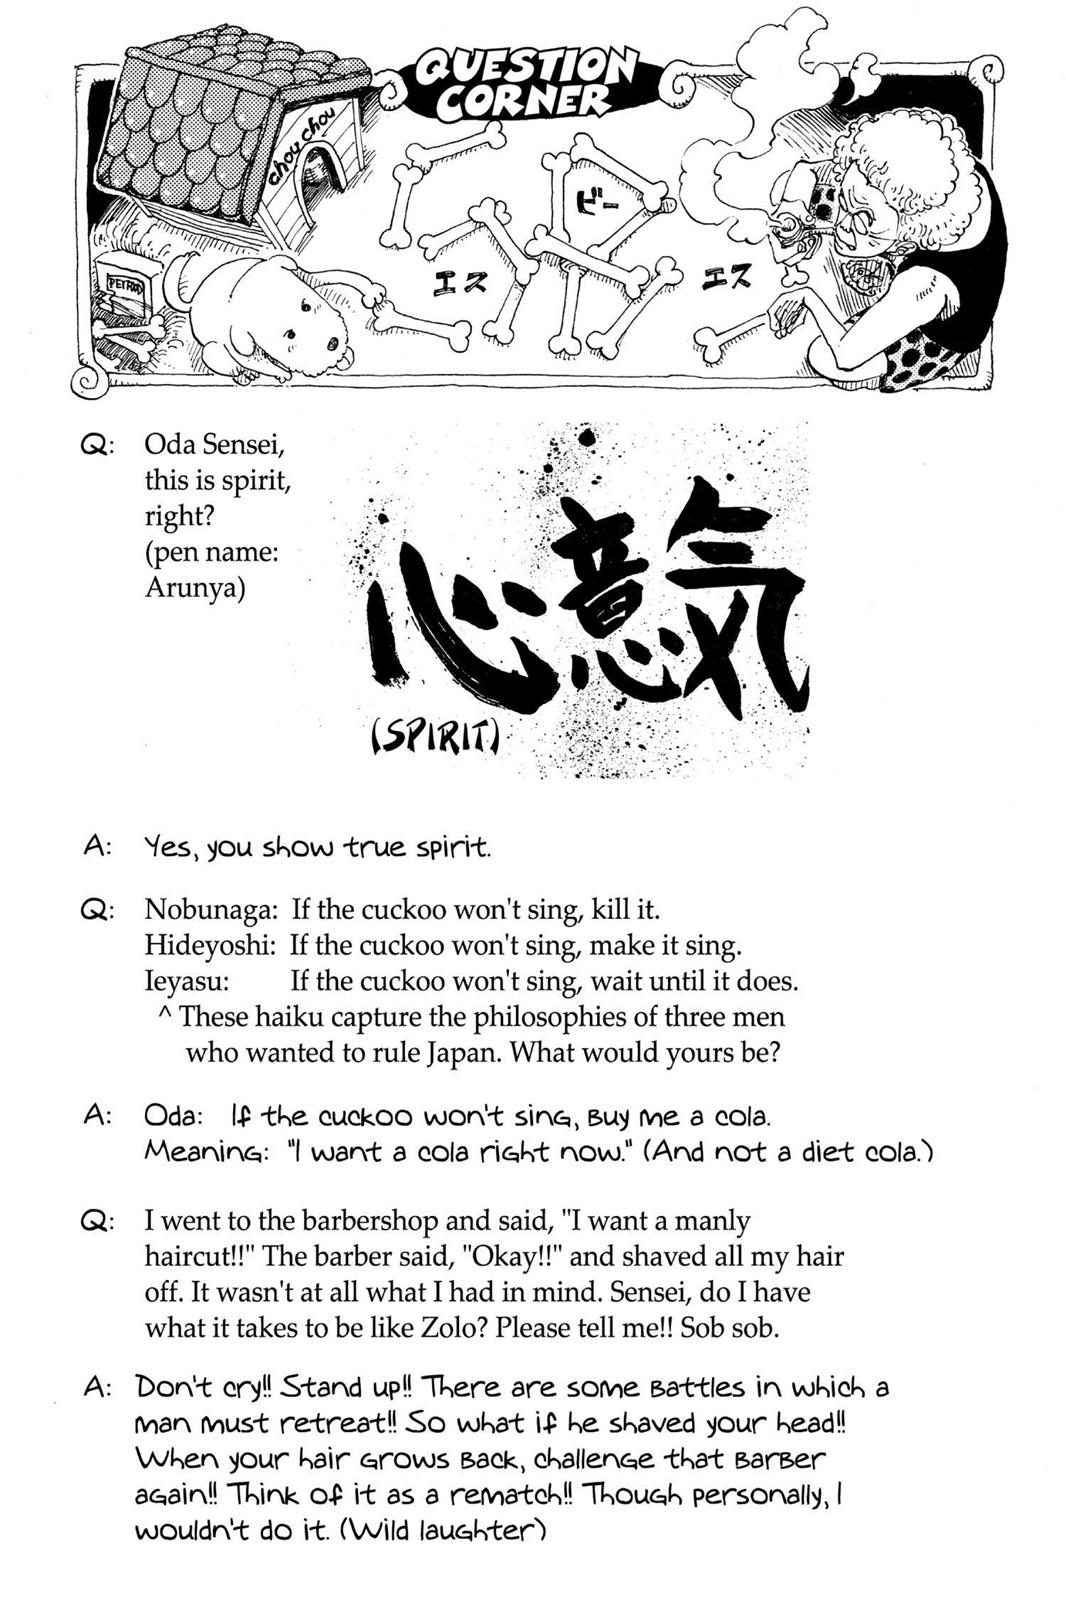 QUESTION
CORNER
chou chou
PETFOOD
エス
ビー
エス
Q: Oda Sensei,
this is spirit,
right?
(pen name:
Arunya)
心意気
(SPIRIT)
A: Yes, you show true spirit.
Q: Nobunaga: If the cuckoo won't sing, kill it.
Hideyoshi: If the cuckoo won't sing, make it sing.
Ieyasu: If the cuckoo won't sing, wait until it does.
^ These haiku capture the philosophies of three men
who wanted to rule Japan. What would yours be?
A: Oda: If the cuckoo won't sing, buy me a cola.
Meaning: "I want a cola right now." (And not a diet cola.)
Q: I went to the barbershop and said, "I want a manly
haircut!!" The barber said, "Okay!!" and shaved all my hair
off. It wasn't at all what I had in mind. Sensei, do I have
what it takes to be like Zolo? Please tell me!! Sob sob.
A: Don't cry!! Stand up!! There are some battles in which a
man must retreat!! So what if he shaved your head!!
When your hair grows back, challenge that barber
again!! Think of it as a rematch!! Though personally, I
wouldn't do it. (Wild laughter)